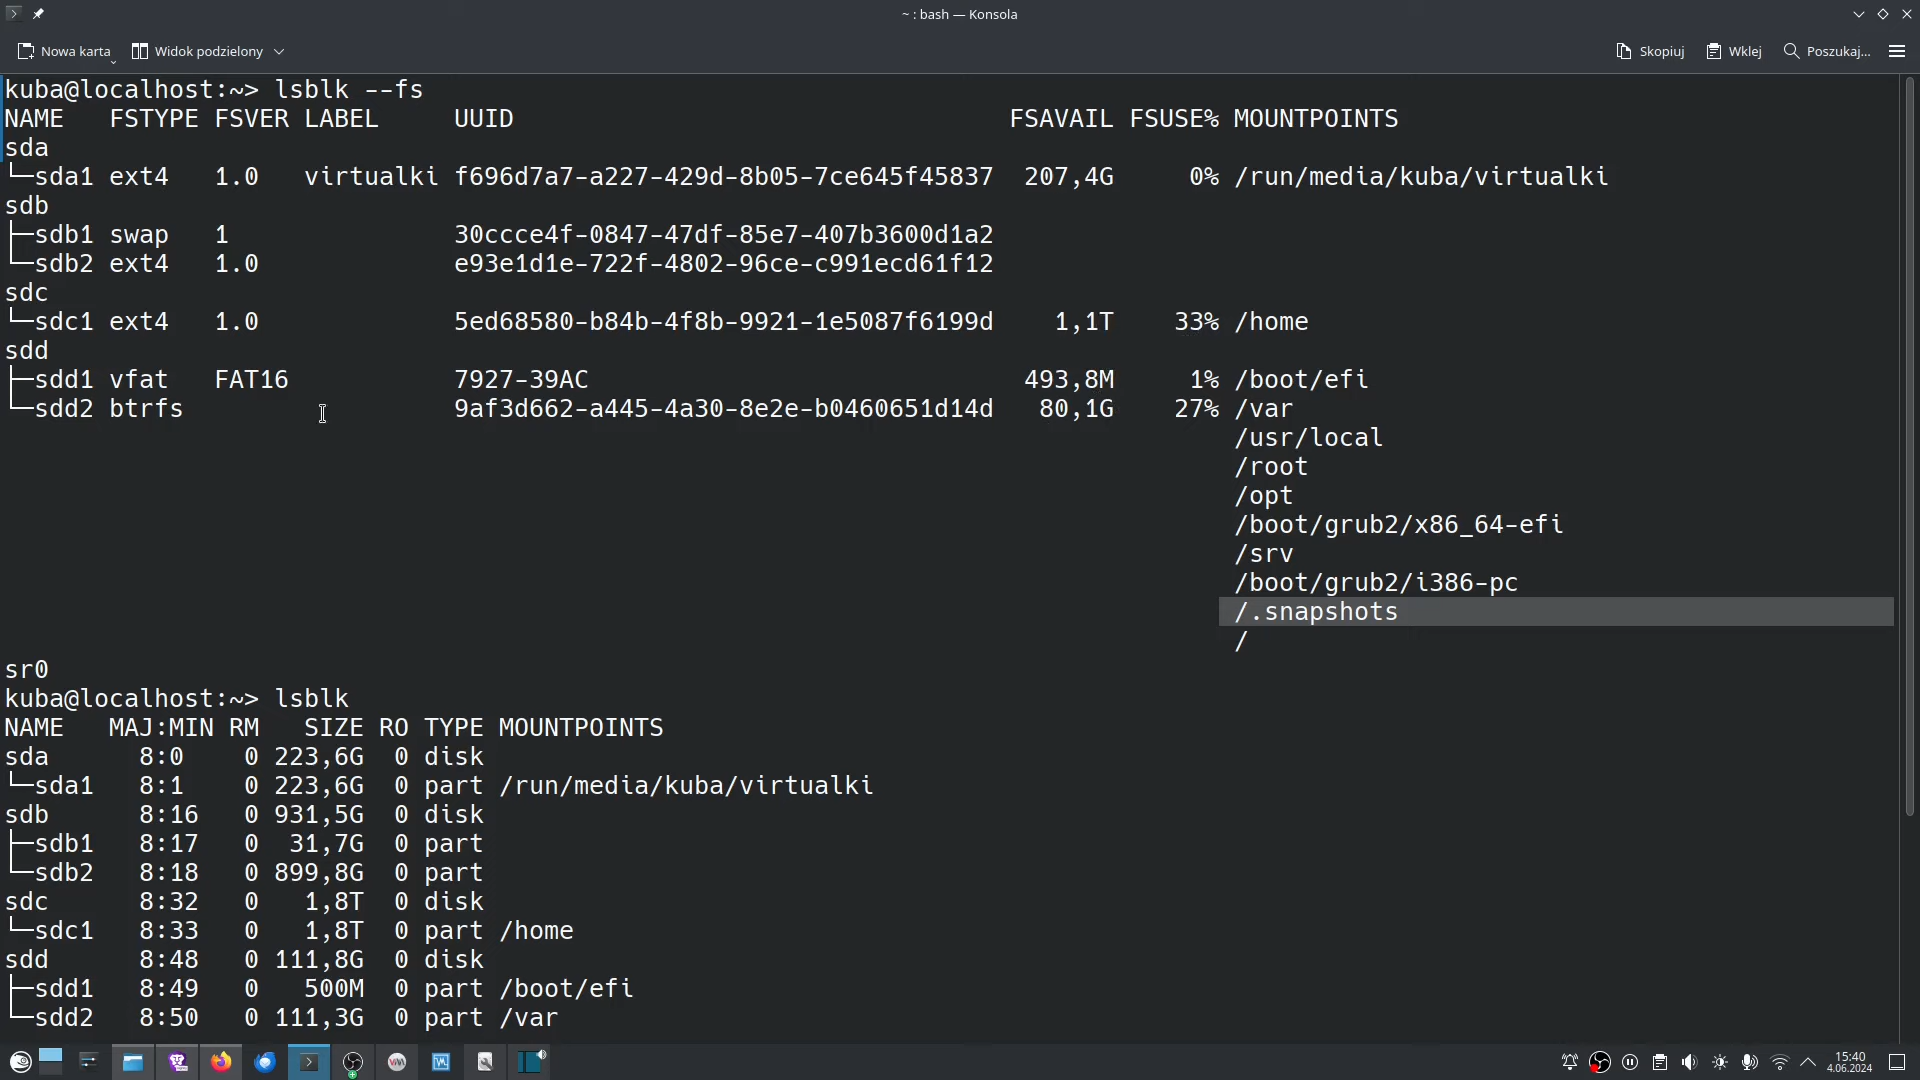 ~ : bash — Konsola
Nowa karta Widok podzielony Skopiuj Wklej Poszukaj...
kuba@localhost:~> lsblk --fs
NAME   FSTYPE FSVER LABEL     UUID                                 FSAVAIL FSUSE% MOUNTPOINTS
sda
└─sda1 ext4   1.0   virtualki f696d7a7-a227-429d-8b05-7ce645f45837  207,4G     0% /run/media/kuba/virtualki
sdb
├─sdb1 swap   1               30ccce4f-0847-47df-85e7-407b3600d1a2
└─sdb2 ext4   1.0             e93e1d1e-722f-4802-96ce-c991ecd61f12
sdc
└─sdc1 ext4   1.0             5ed68580-b84b-4f8b-9921-1e5087f6199d    1,1T    33% /home
sdd
├─sdd1 vfat   FAT16           7927-39AC                             493,8M     1% /boot/efi
└─sdd2 btrfs                  9af3d662-a445-4a30-8e2e-b0460651d14d   80,1G    27% /var
/usr/local
/root
/opt
/boot/grub2/x86_64-efi
/srv
/boot/grub2/i386-pc
/.snapshots
/
sr0
kuba@localhost:~> lsblk
NAME   MAJ:MIN RM   SIZE RO TYPE MOUNTPOINTS
sda      8:0    0 223,6G  0 disk
└─sda1   8:1    0 223,6G  0 part /run/media/kuba/virtualki
sdb      8:16   0 931,5G  0 disk
├─sdb1   8:17   0  31,7G  0 part
└─sdb2   8:18   0 899,8G  0 part
sdc      8:32   0   1,8T  0 disk
└─sdc1   8:33   0   1,8T  0 part /home
sdd      8:48   0 111,8G  0 disk
├─sdd1   8:49   0   500M  0 part /boot/efi
└─sdd2   8:50   0 111,3G  0 part /var
15:40
4.06.2024